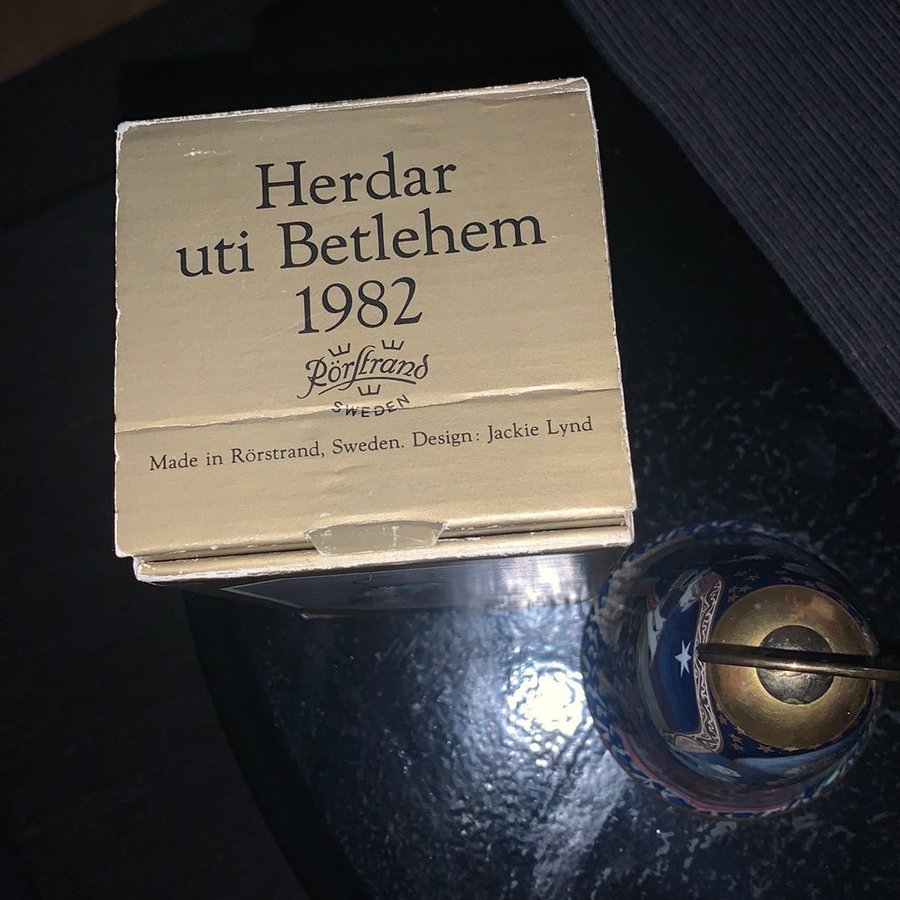 Herdar
uti Betlehem
1982
Rörstrand
SWEDEN
Made in Rörstrand, Sweden. Design: Jackie Lynd